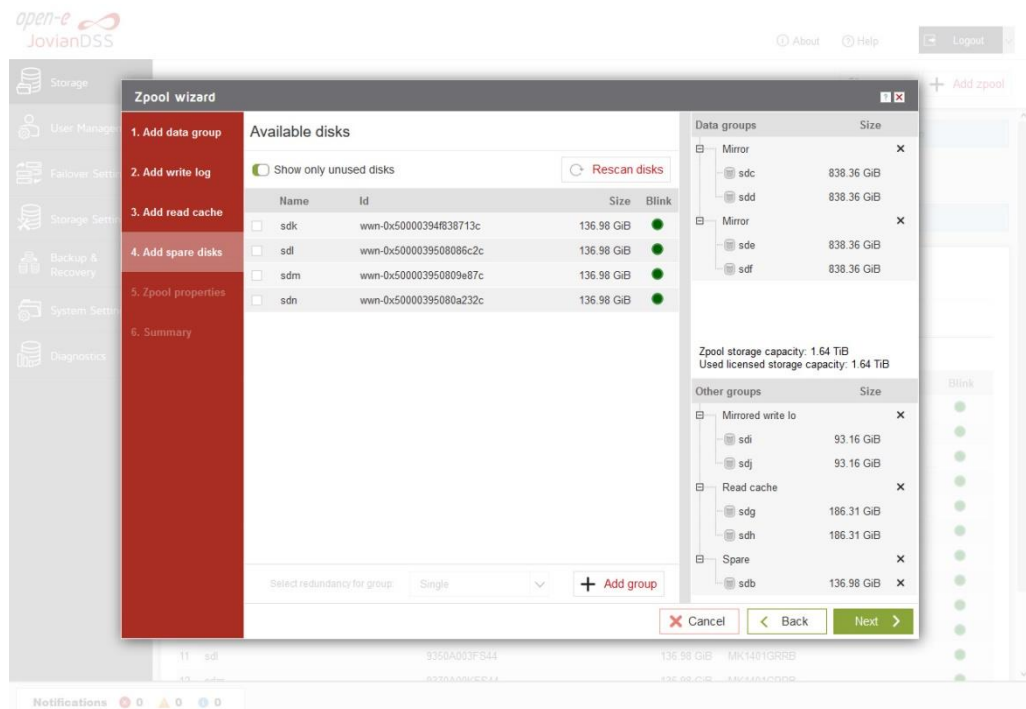 open-e
JovianDSS
About
Help
Logout
Storage
Add zpool
User Manage
Failover Setti
Storage Setti
Backup &
Recovery
System Settin
Diagnostics
Zpool wizard
1. Add data group
2. Add write log
3. Add read cache
4. Add spare disks
5. Zpool properties
6. Summary
Available disks
Show only unused disks
Rescan disks
Name Id Size Blink
sdk wwn-0x50000394f838713c 136.98 GiB
sdl wwn-0x5000039508086c2c 136.98 GiB
sdm wwn-0x500003950809e87c 136.98 GiB
sdn wwn-0x50000395080a232c 136.98 GiB
Select redundancy for group: Single
Add group
Data groups Size
Mirror
sdc 838.36 GiB
sdd 838.36 GiB
Mirror
sde 838.36 GiB
sdf 838.36 GiB
Zpool storage capacity: 1.64 TiB
Used licensed storage capacity: 1.64 TiB
Other groups Size
Mirrored write lo
sdi 93.16 GiB
sdj 93.16 GiB
Read cache
sdg 186.31 GiB
sdh 186.31 GiB
Spare
sdb 136.98 GiB
Cancel
Back
Next
Blink
11 sdl 9350A003FS44 136.98 GiB MK1401GRRB
Notifications 0 0 0